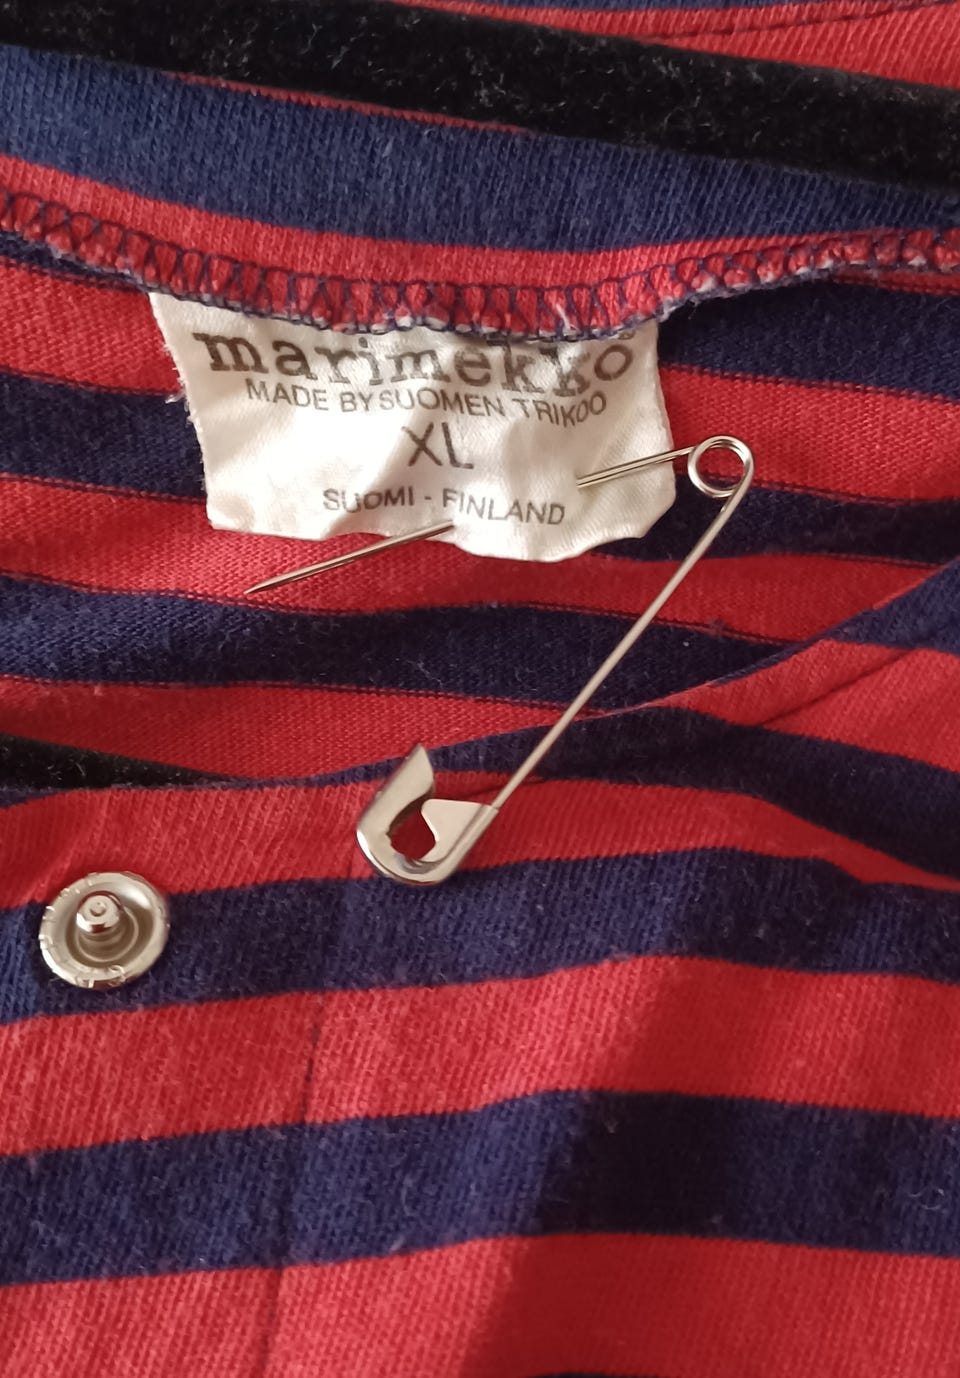 marimekko
MADE BY SUOMEN TRIKOO
XL
SUOMI - FINLAND